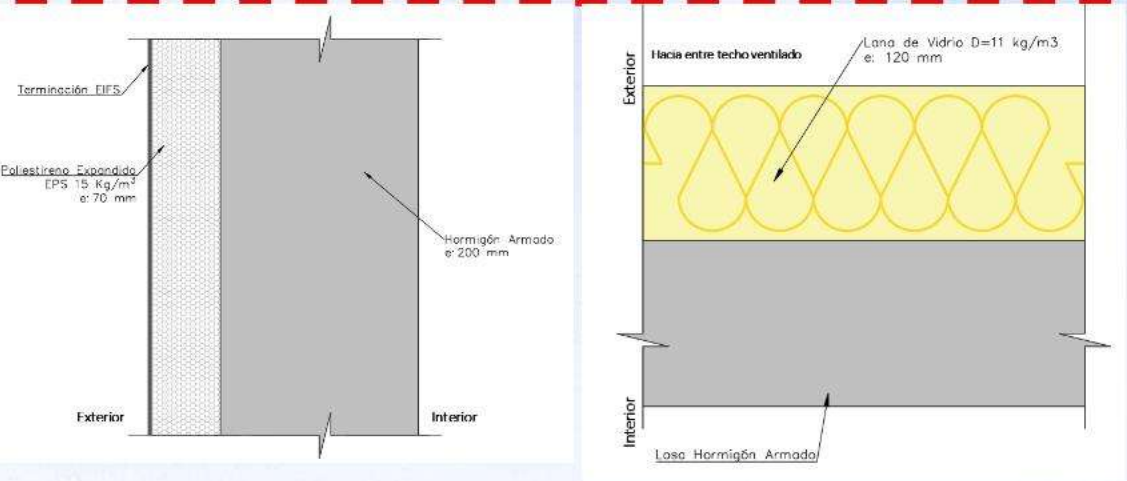 Terminación EIFS
Poliestireno Expandido
EPS 15 Kg/m³
e: 70 mm
Hormigón Armado
e: 200 mm
Exterior
Interior
Exterior
Hacia entre techo ventilado
Lana de Vidrio D=11 kg/m3
e: 120 mm
Interior
Losa Hormigón Armado